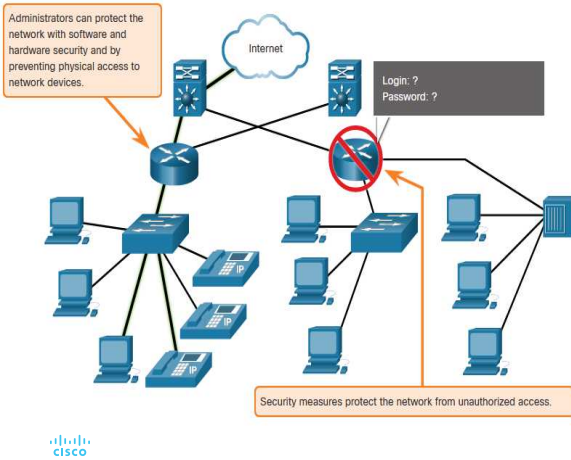 Administrators can protect the
network with software and
hardware security and by
preventing physical access to
network devices.
Internet
Login: ?
Password: ?
IP
IP
IP
Security measures protect the network from unauthorized access.
cisco